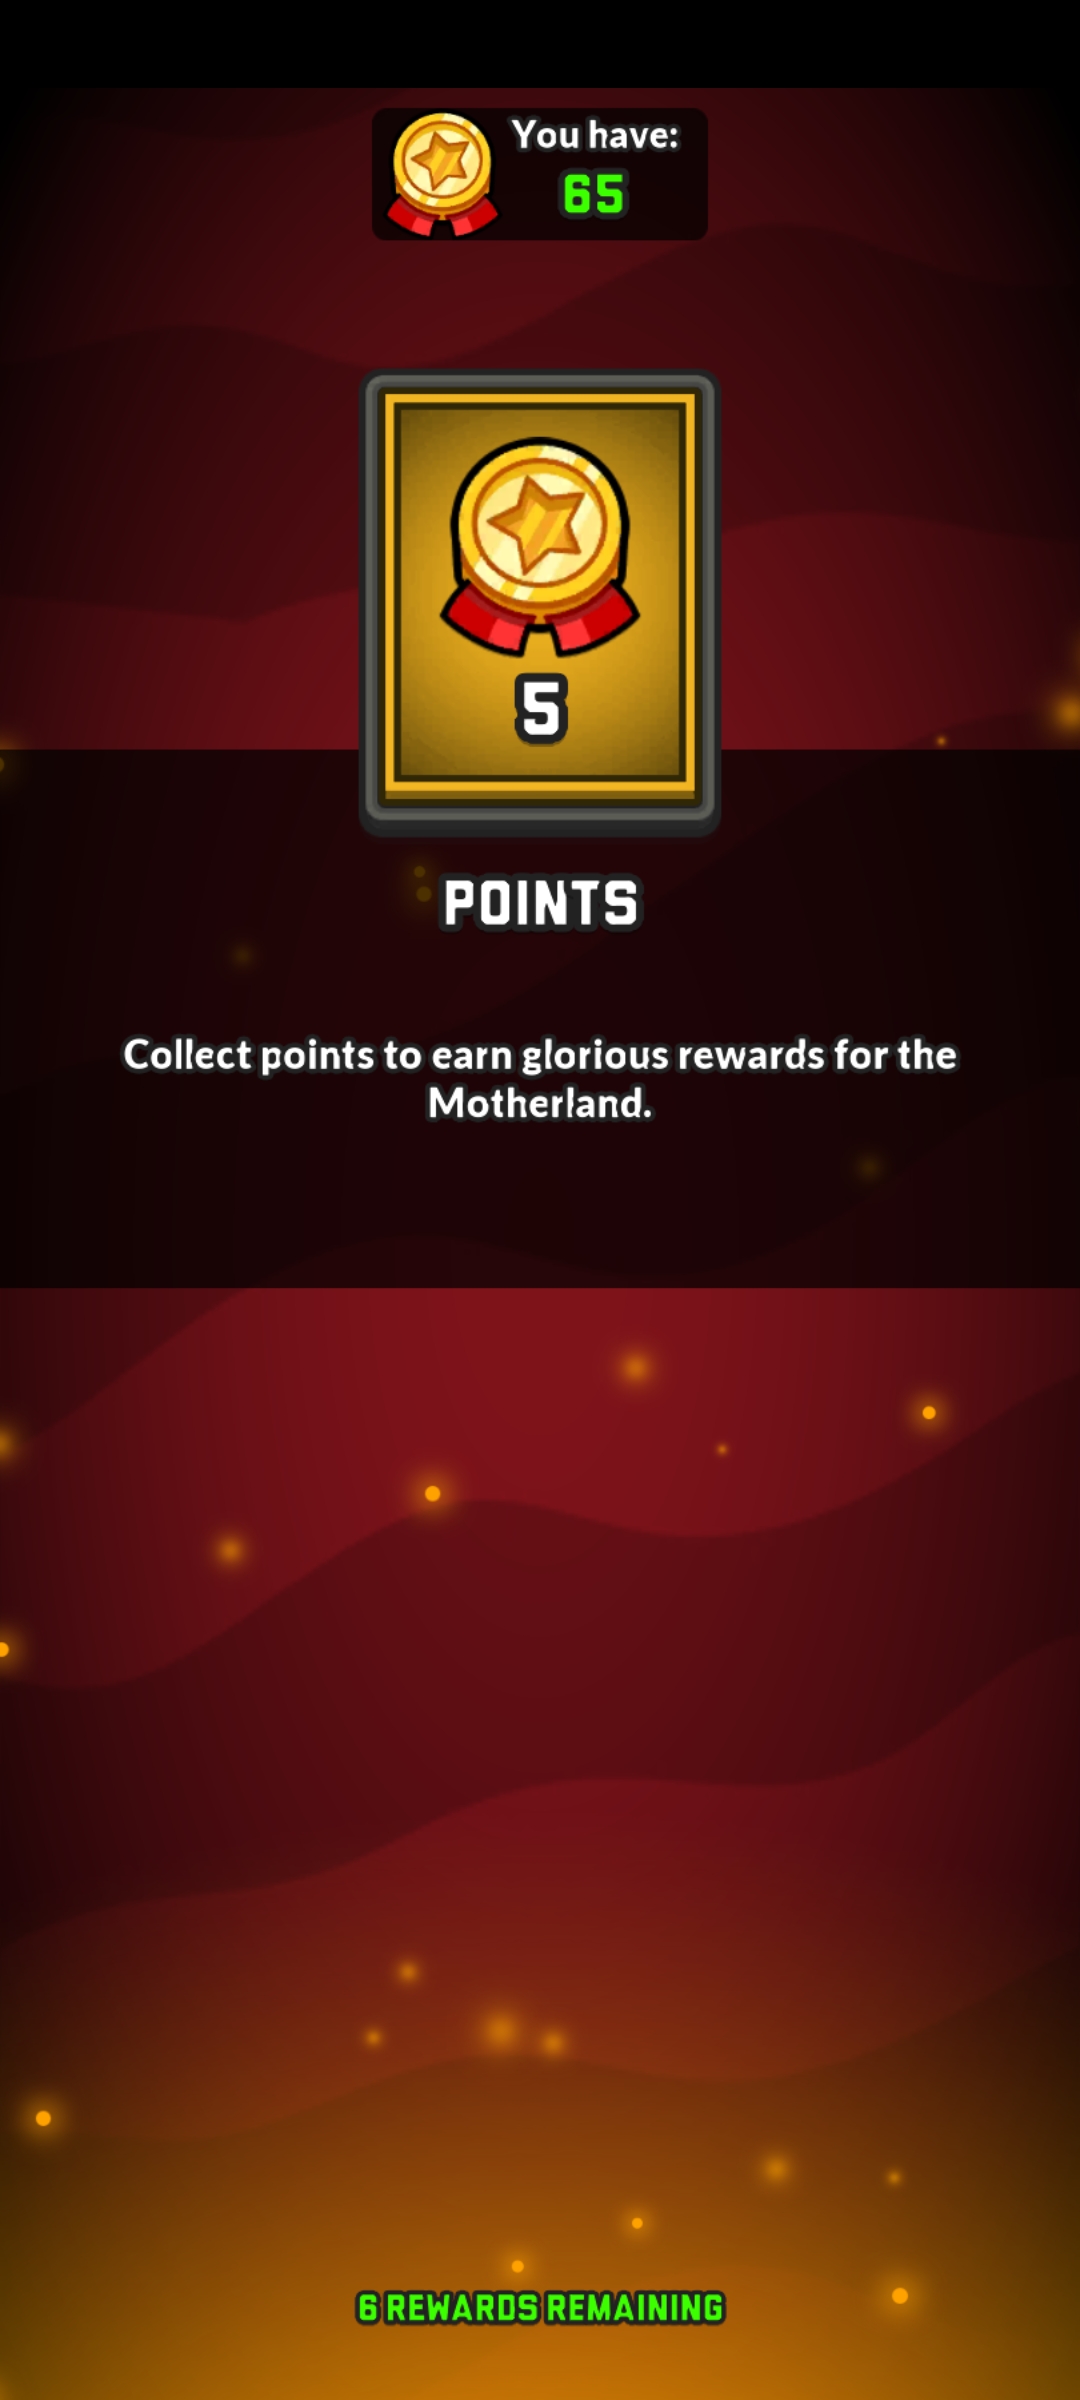 You have:
65
5
POINTS
Collect points to earn glorious rewards for the
Motherland.
6 REWARDS REMAINING